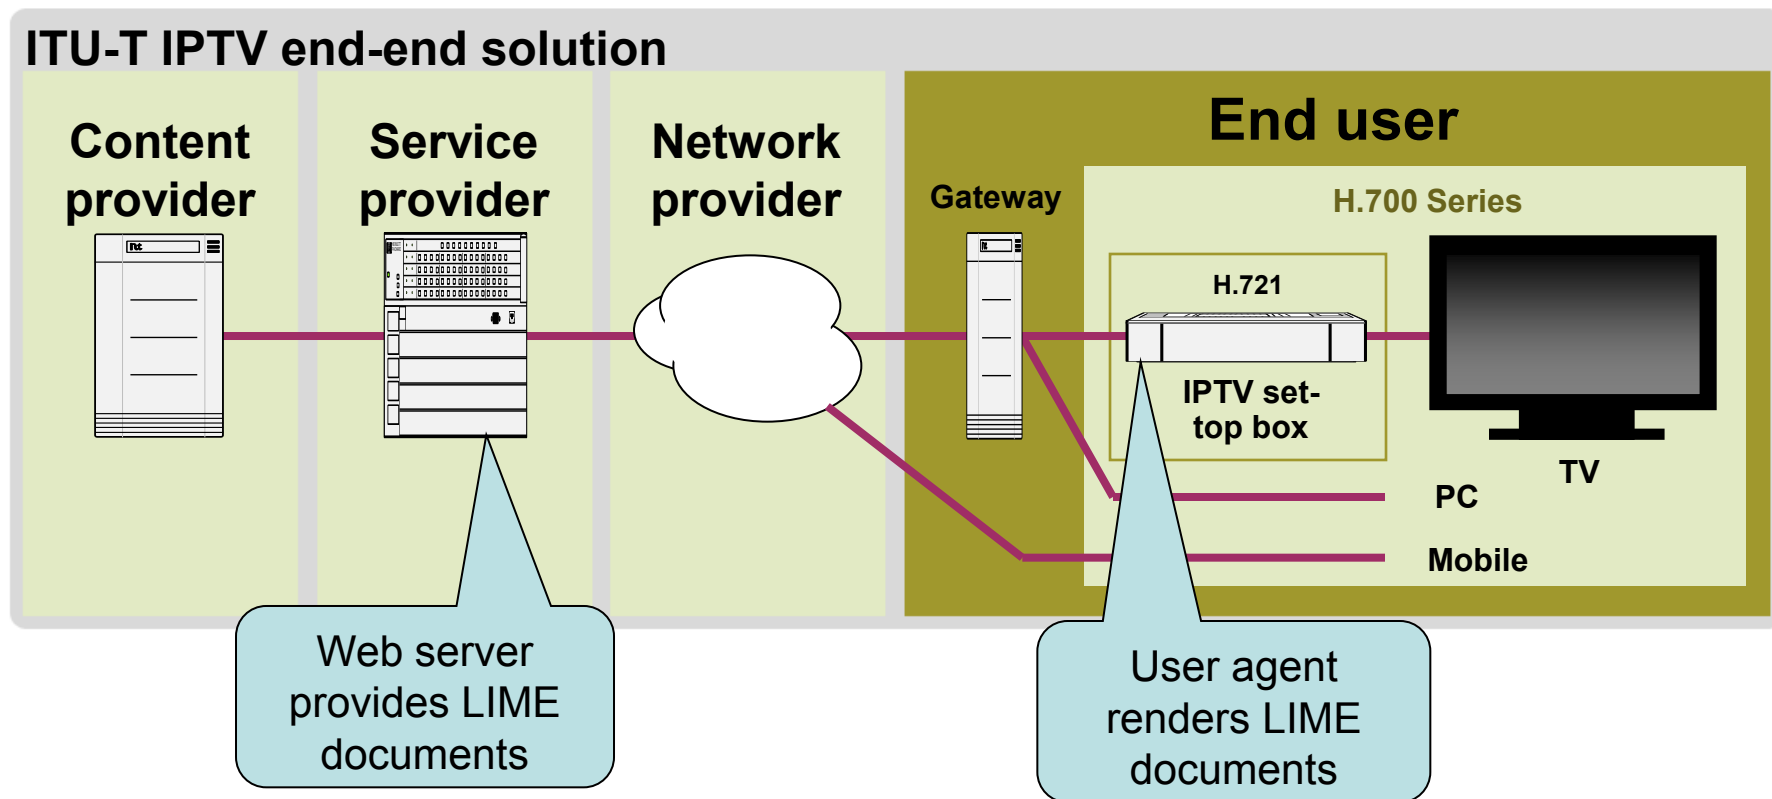 ITU-T IPTV end-end solution
Content
provider
Service
provider
Network
provider
End user
Gateway
H.700 Series
H.721
IPTV set-
top box
TV
PC
Mobile
Web server
provides LIME
documents
User agent
renders LIME
documents